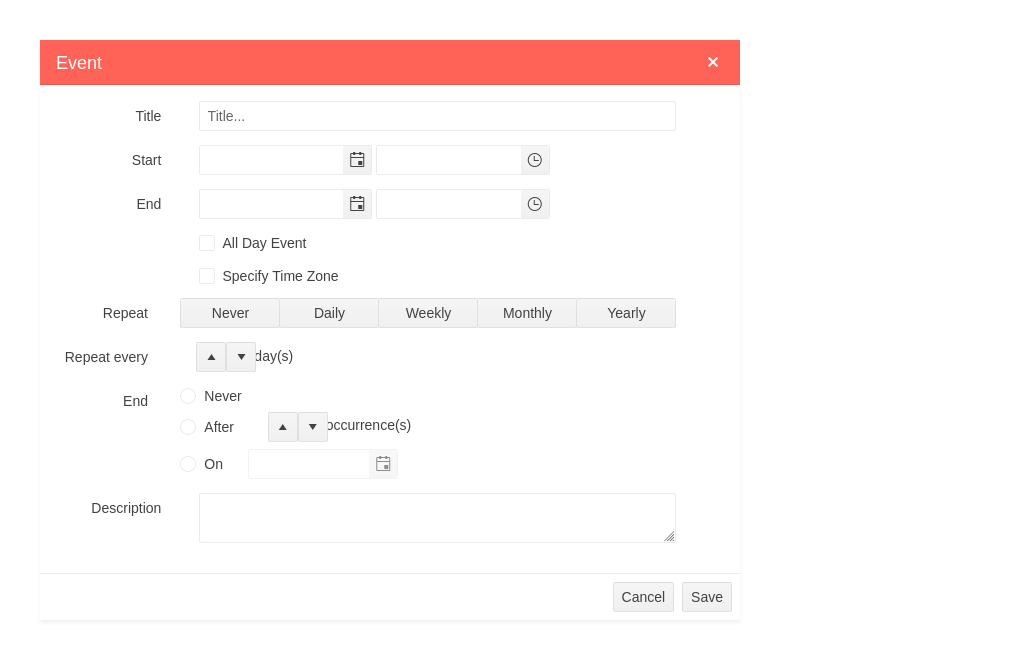 Event
Title Title...
Start
End
All Day Event
Specify Time Zone
Repeat Never Daily Weekly Monthly Yearly
Repeat every day(s)
End Never
After occurrence(s)
On
Description
Cancel Save